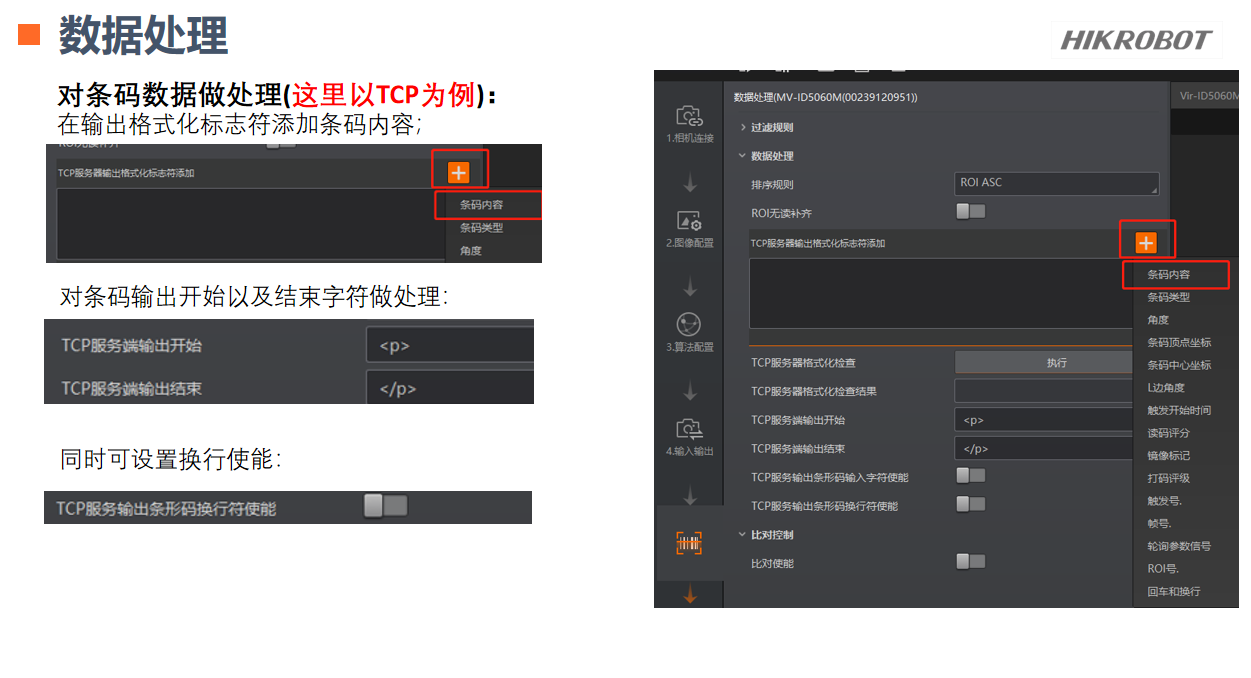 数据处理
HIKROBOT
对条码数据做处理(这里以TCP为例):
在输出格式化标志符添加条码内容;
TCP服务器输出格式化标志符添加
条码内容
条码类型
角度
对条码输出开始以及结束字符做处理:
TCP服务端输出开始
<p>
TCP服务端输出结束
</p>
同时可设置换行使能:
TCP服务输出条形码换行符使能
数据处理(MV-ID5060M(00239120951))
Vir-ID5060M
1.相机连接
2.图像配置
3.算法配置
4.输入输出
过滤规则
数据处理
排序规则
ROI ASC
ROI无读补齐
TCP服务器输出格式化标志符添加
TCP服务器格式化检查
执行
TCP服务器格式化检查结果
TCP服务端输出开始
<p>
TCP服务端输出结束
</p>
TCP服务输出条形码输入字符使能
TCP服务输出条形码换行符使能
比对控制
比对使能
条码内容
条码类型
角度
条码顶点坐标
条码中心坐标
L边角度
触发开始时间
读码评分
镜像标记
打码评级
触发号.
帧号.
轮询参数信号
ROI号.
回车和换行